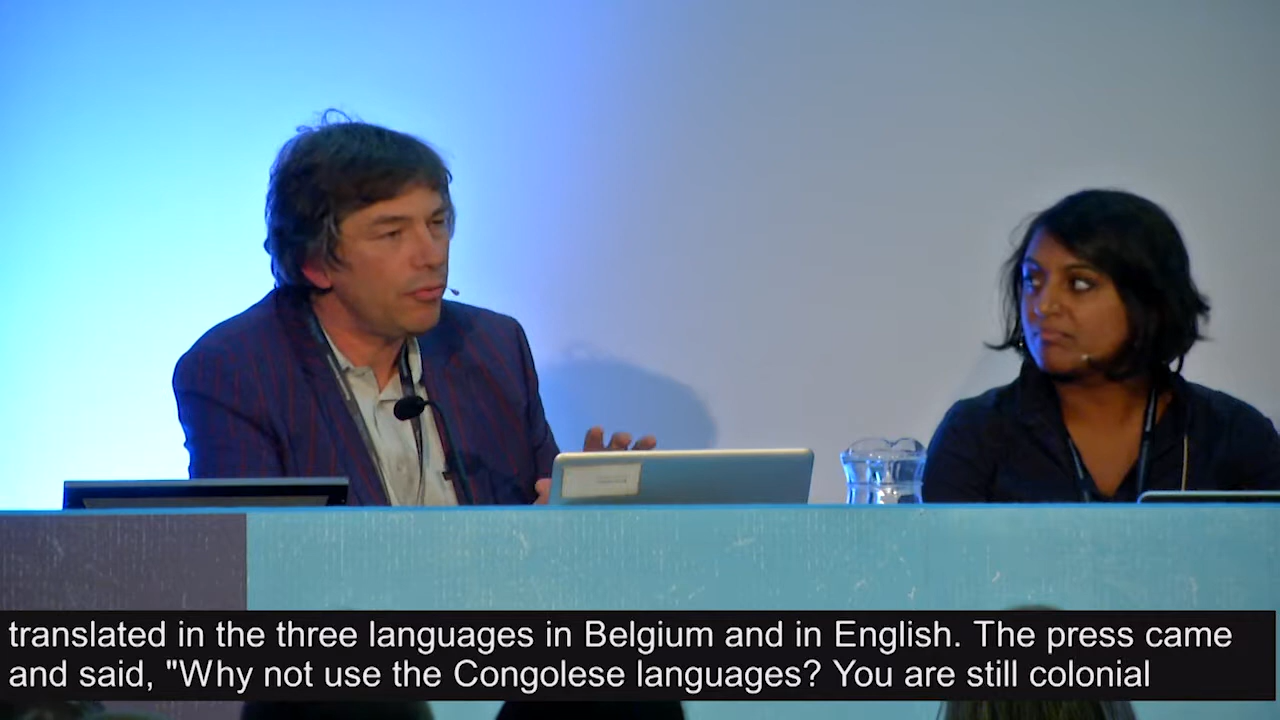 translated in the three languages in Belgium and in English. The press came
and said, "Why not use the Congolese languages? You are still colonial